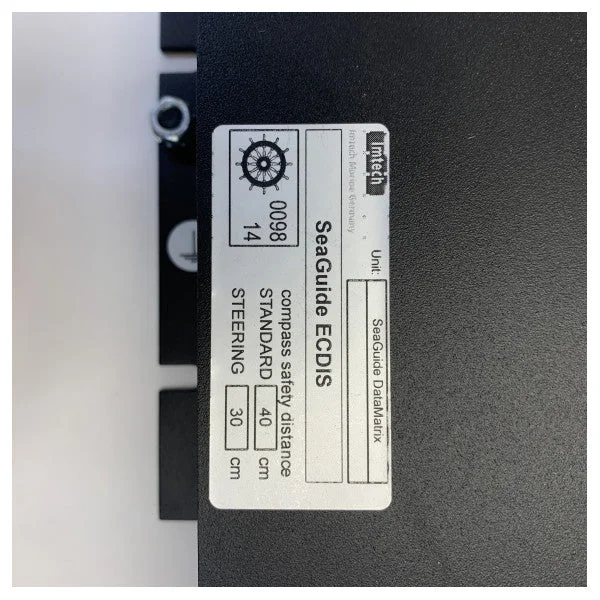 Imtech
Imtech Marine Germany
Unit:
SeaGuide DataMatrix
SeaGuide ECDIS
0098
14
compass safety distance
STANDARD 40 cm
STEERING 30 cm